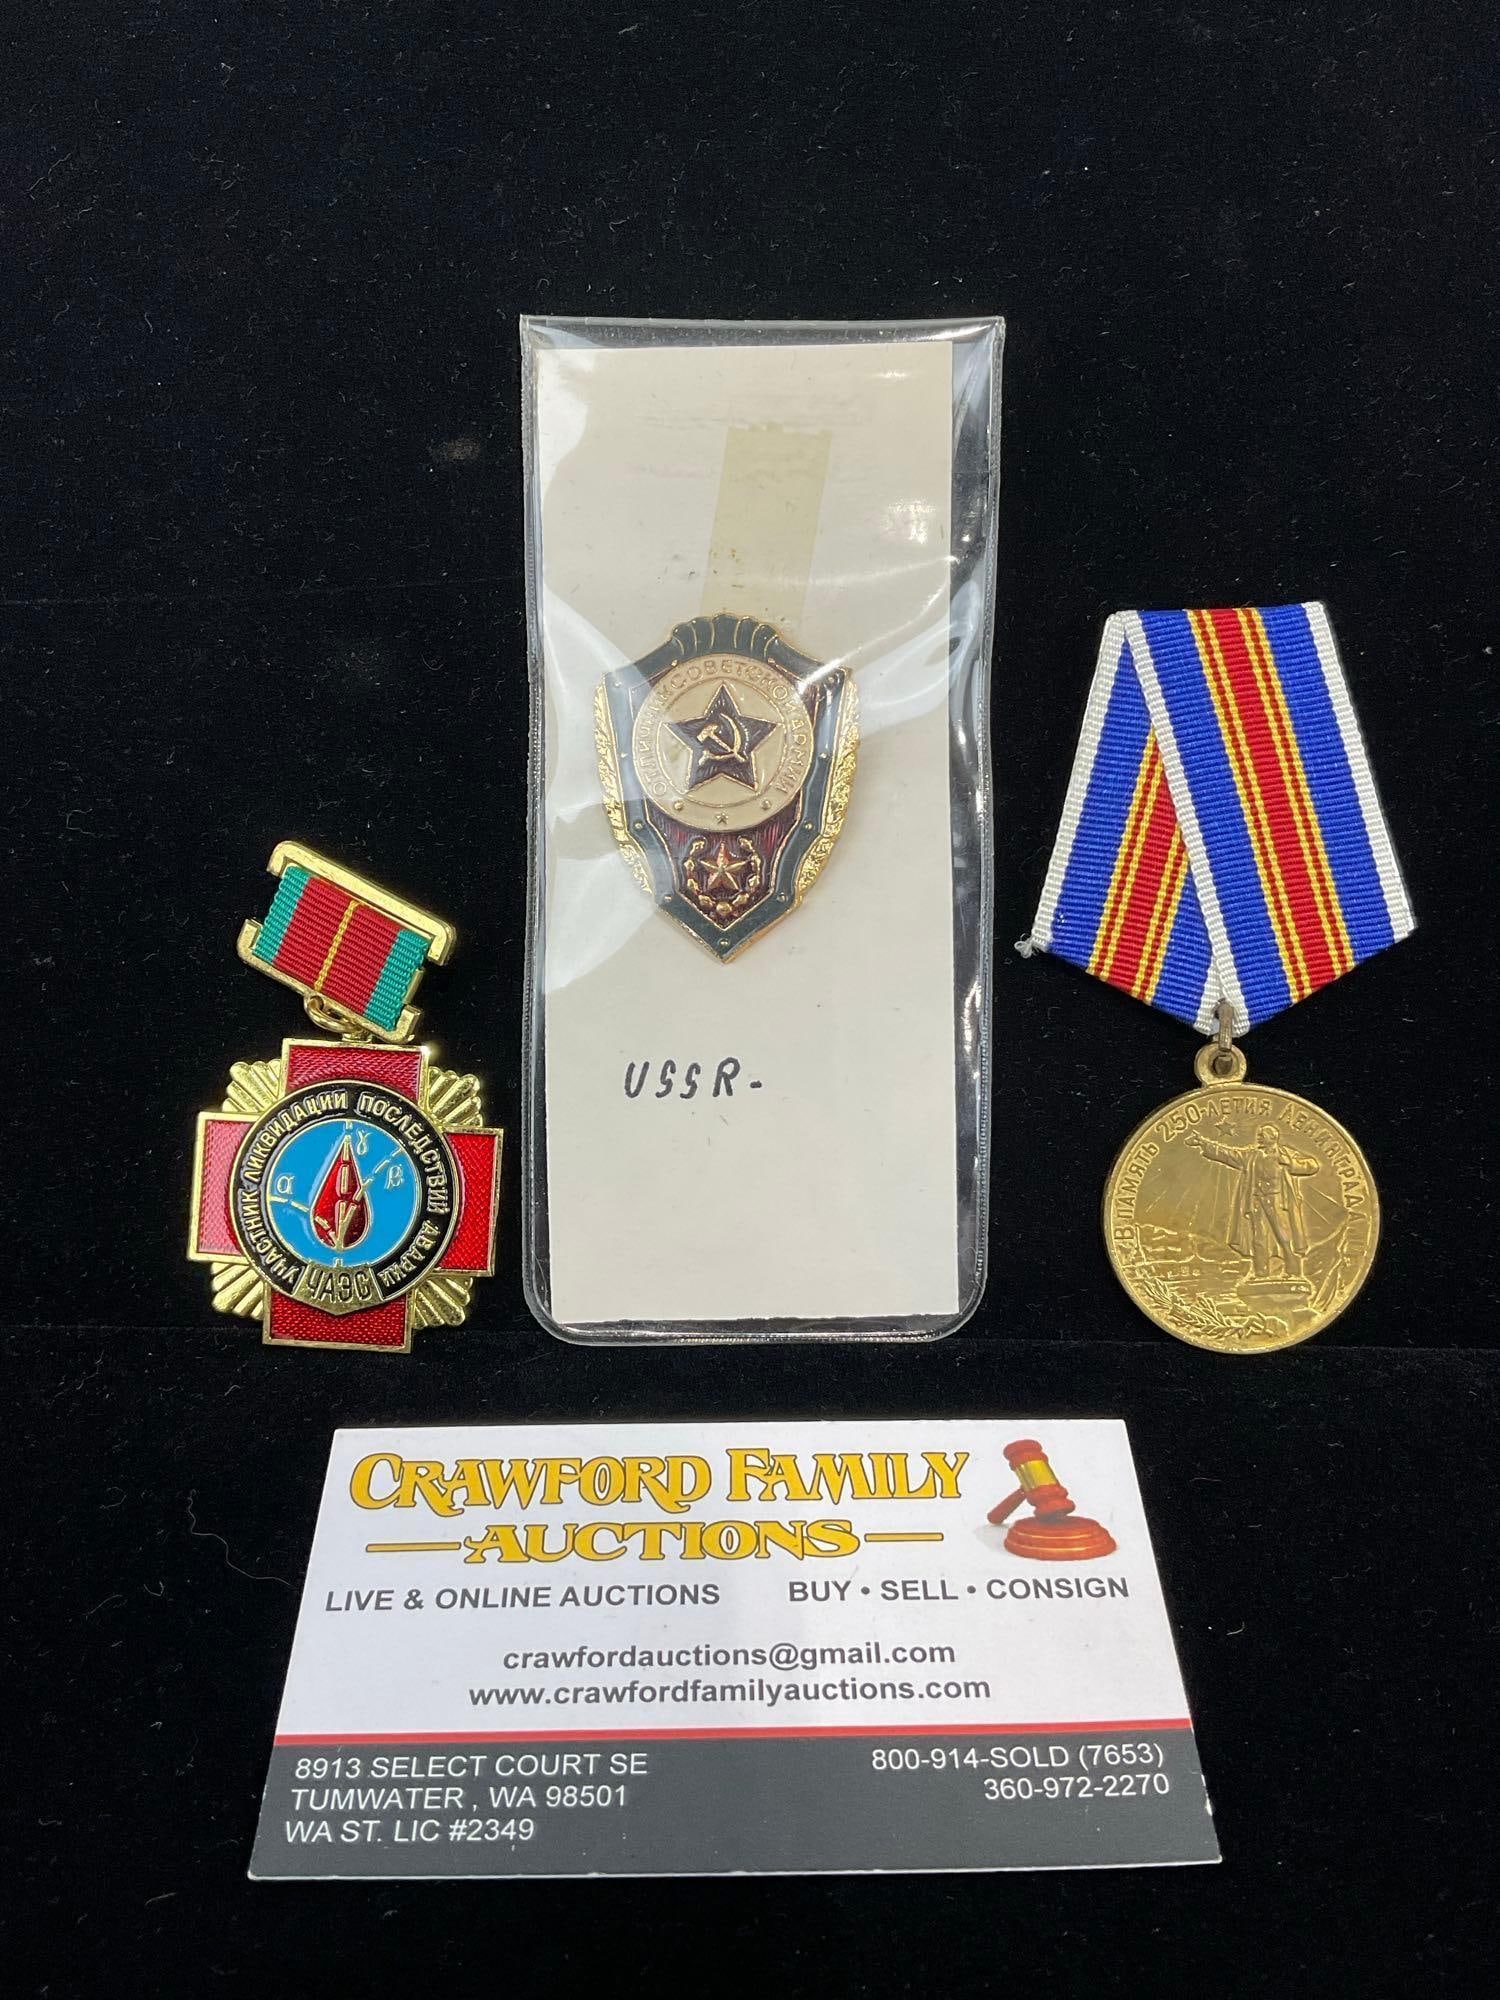 ОТЛИЧНИК СОВЕТСКОЙ АРМИИ
USSR-
УЧАСТНИК ЛИКВИДАЦИИ ПОСЛЕДСТВИЙ АВАРИИ
α γ β
ЧАЭС
В ПАМЯТЬ 250-ЛЕТИЯ ЛЕНИНГРАДА
CRAWFORD FAMILY
AUCTIONS
LIVE & ONLINE AUCTIONS BUY • SELL • CONSIGN
crawfordauctions@gmail.com
www.crawfordfamilyauctions.com
8913 SELECT COURT SE 800-914-SOLD (7653)
TUMWATER , WA 98501 360-972-2270
WA ST. LIC #2349